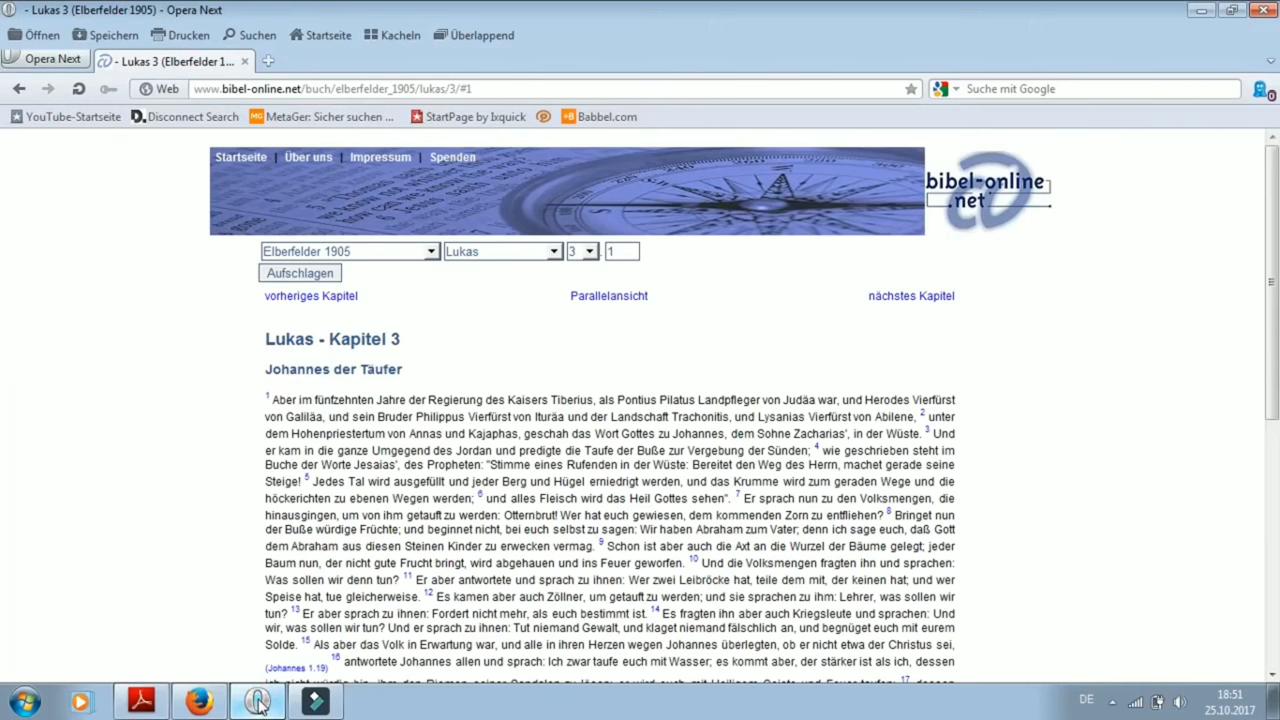 - Lukas 3 (Elberfelder 1905) - Opera Next
Öffnen Speichern Drucken Suchen Startseite Kacheln Überlappend
Opera Next - Lukas 3 (Elberfelder 1...
Web www.bibel-online.net/buch/elberfelder_1905/lukas/3/#1 Suche mit Google 0
YouTube-Startseite Disconnect Search MetaGer: Sicher suchen ... StartPage by Ixquick Babbel.com
Startseite | Über uns | Impressum | Spenden
bibel-online
.net
Elberfelder 1905 Lukas 3 , 1
Aufschlagen
vorheriges Kapitel Parallelansicht nächstes Kapitel
Lukas - Kapitel 3
Johannes der Täufer
1 Aber im fünfzehnten Jahre der Regierung des Kaisers Tiberius, als Pontius Pilatus Landpfleger von Judäa war, und Herodes Vierfürst
von Galiläa, und sein Bruder Philippus Vierfürst von Ituräa und der Landschaft Trachonitis, und Lysanias Vierfürst von Abilene, 2 unter
dem Hohenpriestertum von Annas und Kajaphas, geschah das Wort Gottes zu Johannes, dem Sohne Zacharias', in der Wüste. 3 Und
er kam in die ganze Umgegend des Jordan und predigte die Taufe der Buße zur Vergebung der Sünden; 4 wie geschrieben steht im
Buche der Worte Jesaias', des Propheten: "Stimme eines Rufenden in der Wüste: Bereitet den Weg des Herrn, machet gerade seine
Steige! 5 Jedes Tal wird ausgefüllt und jeder Berg und Hügel erniedrigt werden, und das Krumme wird zum geraden Wege und die
höckerichten zu ebenen Wegen werden; 6 und alles Fleisch wird das Heil Gottes sehen". 7 Er sprach nun zu den Volksmengen, die
hinausgingen, um von ihm getauft zu werden: Otternbrut! Wer hat euch gewiesen, dem kommenden Zorn zu entfliehen? 8 Bringet nun
der Buße würdige Früchte; und beginnet nicht, bei euch selbst zu sagen: Wir haben Abraham zum Vater; denn ich sage euch, daß Gott
dem Abraham aus diesen Steinen Kinder zu erwecken vermag. 9 Schon ist aber auch die Axt an die Wurzel der Bäume gelegt; jeder
Baum nun, der nicht gute Frucht bringt, wird abgehauen und ins Feuer geworfen. 10 Und die Volksmengen fragten ihn und sprachen:
Was sollen wir denn tun? 11 Er aber antwortete und sprach zu ihnen: Wer zwei Leibröcke hat, teile dem mit, der keinen hat; und wer
Speise hat, tue gleicherweise. 12 Es kamen aber auch Zöllner, um getauft zu werden; und sie sprachen zu ihm: Lehrer, was sollen wir
tun? 13 Er aber sprach zu ihnen: Fordert nicht mehr, als euch bestimmt ist. 14 Es fragten ihn aber auch Kriegsleute und sprachen: Und
wir, was sollen wir tun? Und er sprach zu ihnen: Tut niemand Gewalt, und klaget niemand fälschlich an, und begnüget euch mit eurem
Solde. 15 Als aber das Volk in Erwartung war, und alle in ihren Herzen wegen Johannes überlegten, ob er nicht etwa der Christus sei,
(Johannes 1.19) 16 antwortete Johannes allen und sprach: Ich zwar taufe euch mit Wasser; es kommt aber, der stärker ist als ich, dessen
DE 18:51
25.10.2017